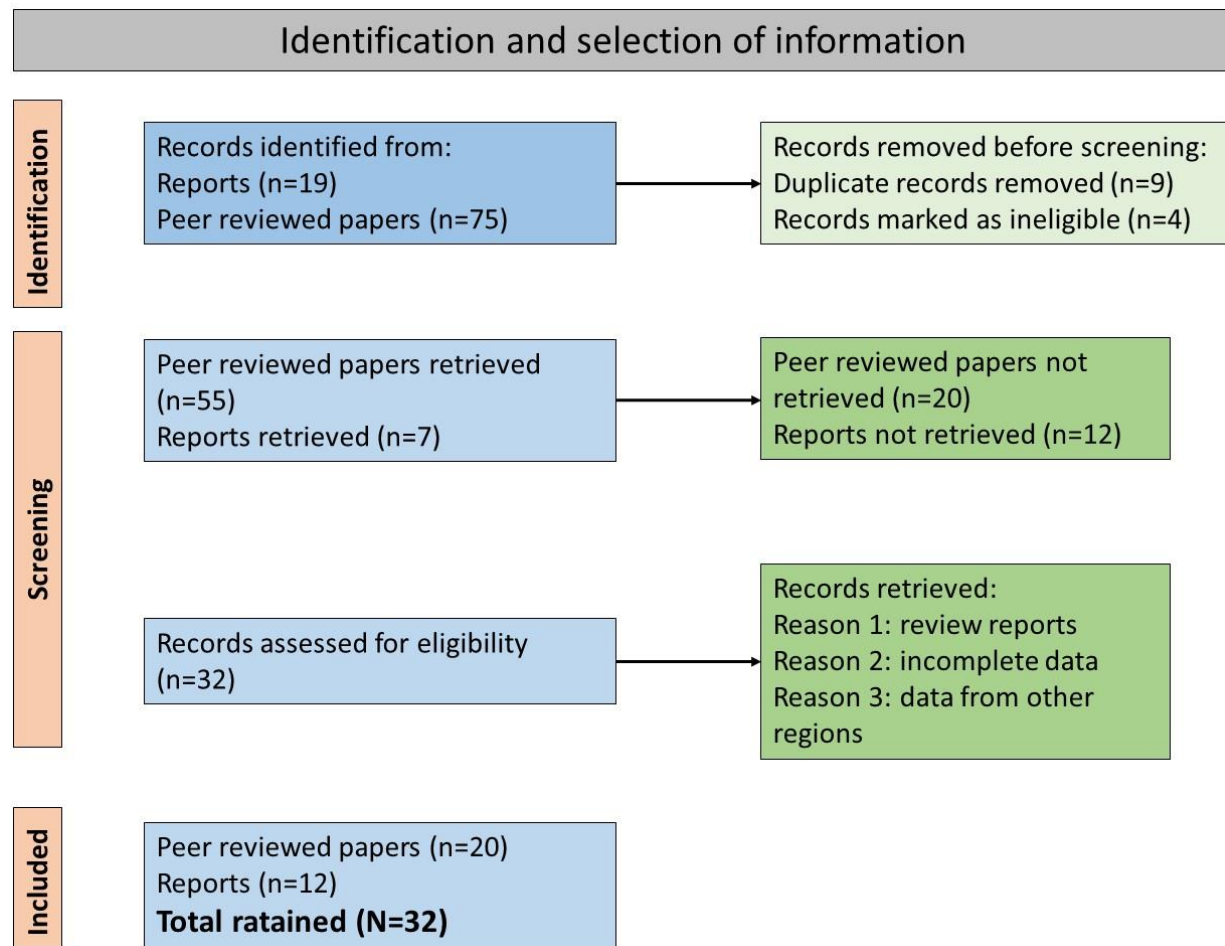 Identification and selection of information
Identification
Records identified from:
Reports (n=19)
Peer reviewed papers (n=75)
Records removed before screening:
Duplicate records removed (n=9)
Records marked as ineligible (n=4)
Screening
Peer reviewed papers retrieved
(n=55)
Reports retrieved (n=7)
Peer reviewed papers not
retrieved (n=20)
Reports not retrieved (n=12)
Records assessed for eligibility
(n=32)
Records retrieved:
Reason 1: review reports
Reason 2: incomplete data
Reason 3: data from other
regions
Included
Peer reviewed papers (n=20)
Reports (n=12)
Total ratained (N=32)